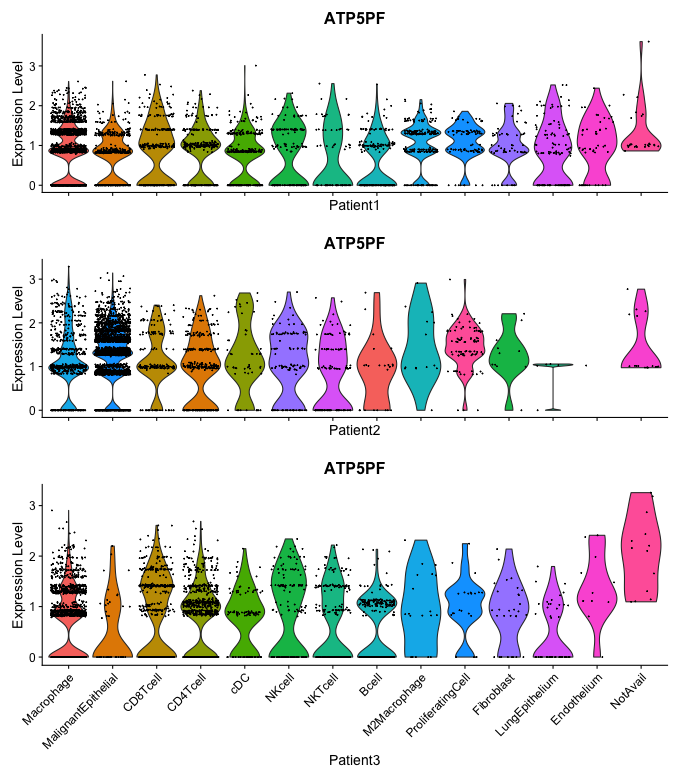 ATP5PF
Expression Level
3
2
1
0
Patient1
ATP5PF
Expression Level
3
2
1
0
Patient2
ATP5PF
Expression Level
3
2
1
0
Macrophage
MalignantEpithelial
CD8Tcell
CD4Tcell
cDC
NKcell
NKTcell
Bcell
M2Macrophage
ProliferatingCell
Fibroblast
LungEpithelium
Endothelium
NotAvail
Patient3